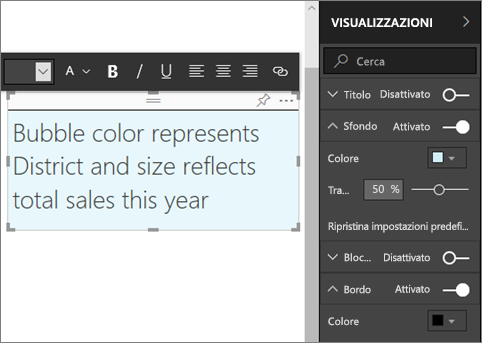 VISUALIZZAZIONI
Cerca
A B I U
Titolo Disattivato
Sfondo Attivato
Colore
Tra... 50 %
Ripristina impostazioni predefi...
Bloc... Disattivato
Bordo Attivato
Colore
Bubble color represents
District and size reflects
total sales this year